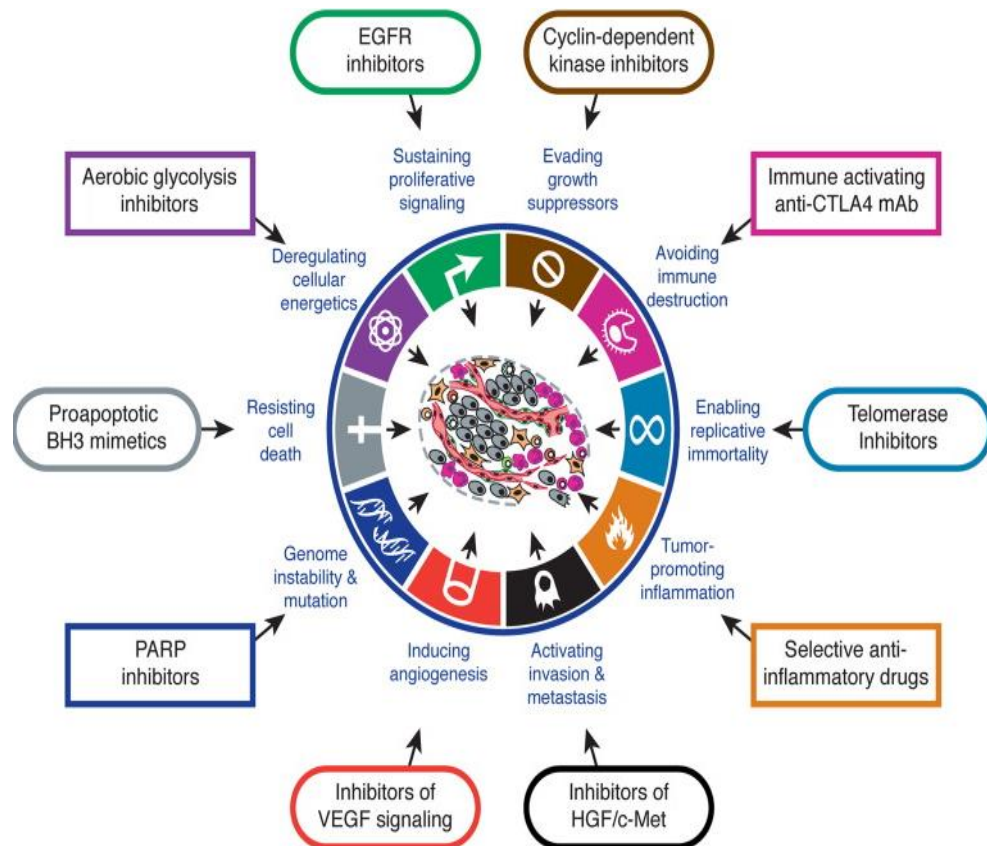 EGFR
inhibitors
Cyclin-dependent
kinase inhibitors
Sustaining
proliferative
signaling
Evading
growth
suppressors
Aerobic glycolysis
inhibitors
Immune activating
anti-CTLA4 mAb
Deregulating
cellular
energetics
Avoiding
immune
destruction
Proapoptotic
BH3 mimetics
Resisting
cell
death
Enabling
replicative
immortality
Telomerase
Inhibitors
Genome
instability &
mutation
Tumor-
promoting
inflammation
PARP
inhibitors
Inducing
angiogenesis
Activating
invasion &
metastasis
Selective anti-
inflammatory drugs
Inhibitors of
VEGF signaling
Inhibitors of
HGF/c-Met